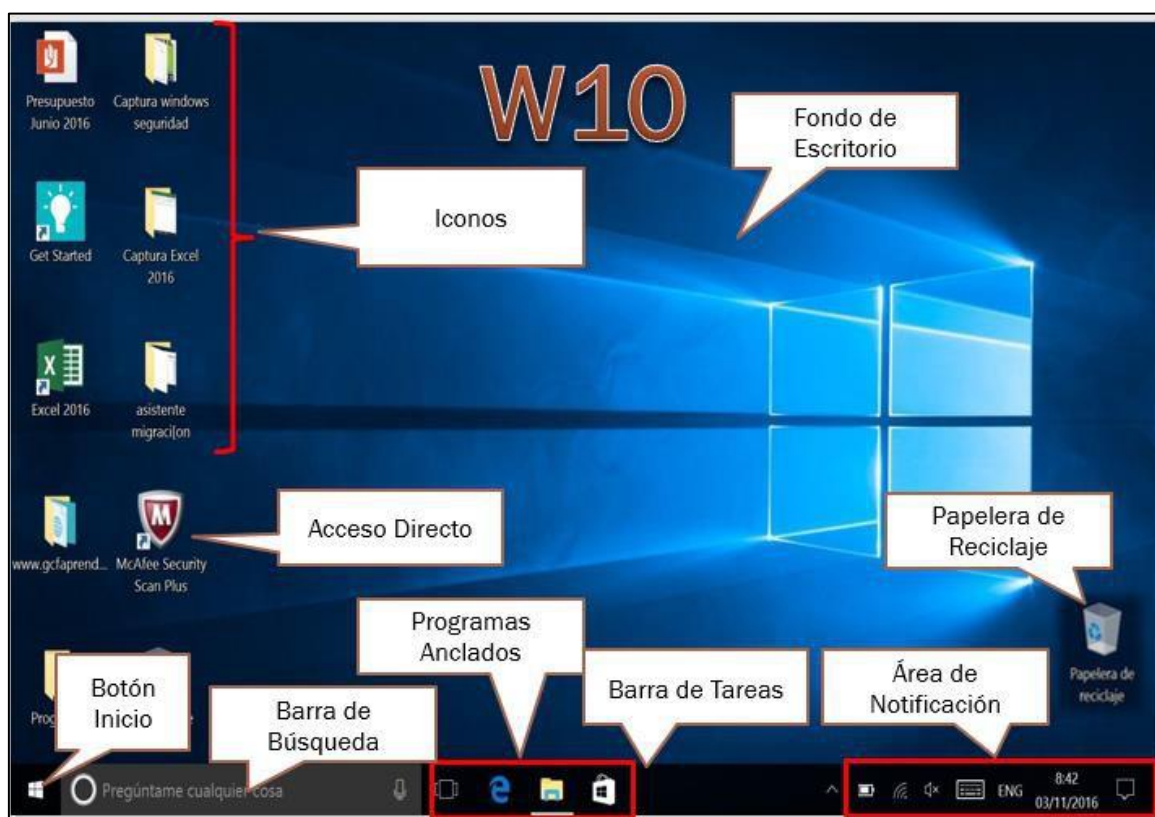 W10
Presupuesto
Junio 2016
Captura windows
seguridad
Fondo de
Escritorio
Iconos
Get Started
Captura Excel
2016
Excel 2016
asistente
migraci[on
Acceso Directo
Papelera de
Reciclaje
www.gcfaprend...
McAfee Security
Scan Plus
Programas
Anclados
Botón
Inicio
Barra de
Búsqueda
Barra de Tareas
Área de
Notificación
Papelera de
reciclaje
Pregúntame cualquier cosa
ENG
8:42
03/11/2016